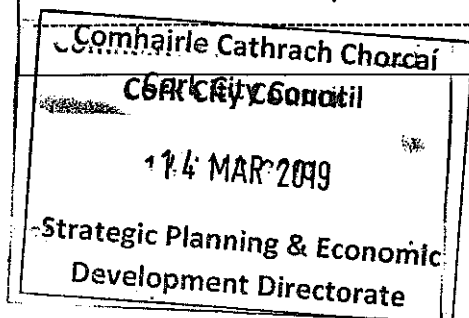 Comhairle Cathrach Chorcaí
Cork City Council
14 MAR 2019
Strategic Planning & Economic
Development Directorate